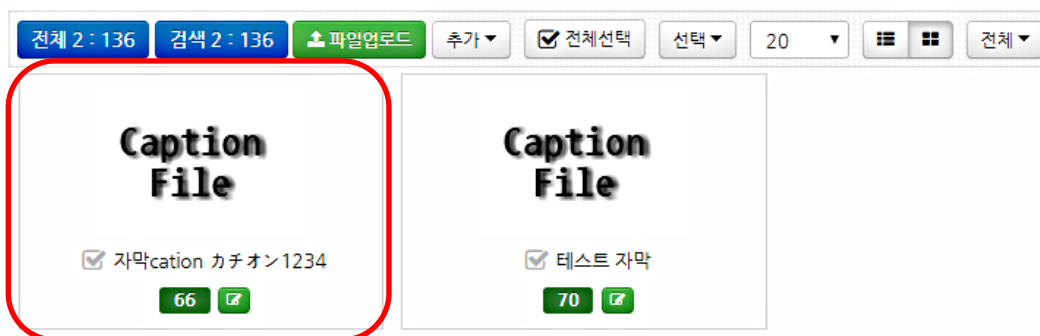 전체 2 : 136 검색 2 : 136 파일업로드 추가 전체선택 선택 20 전체
Caption
File
자막cation カチオン1234
66
Caption
File
테스트 자막
70